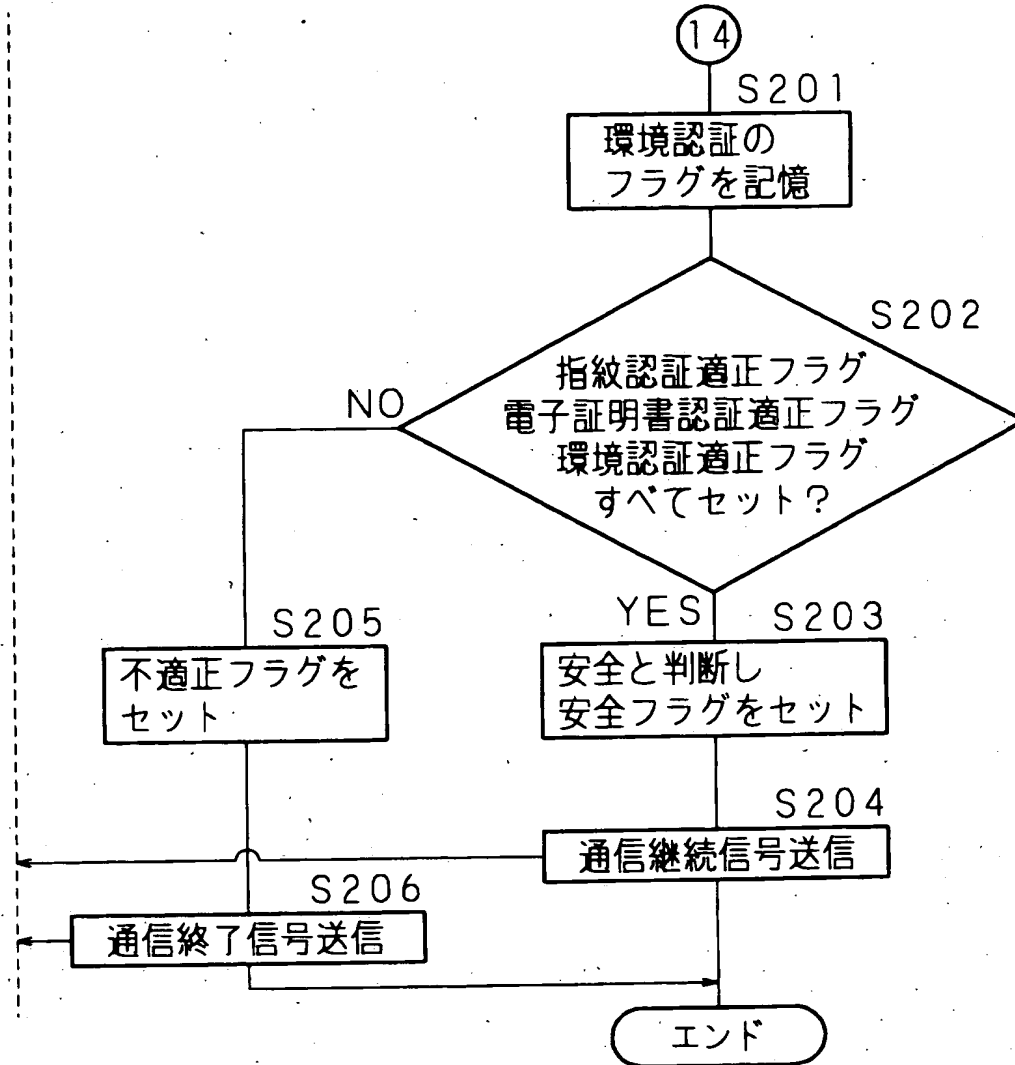 14
S201
環境認証の
フラグを記憶
S202
指紋認証適正フラグ
電子証明書認証適正フラグ
環境認証適正フラグ
すべてセット?
NO
YES
S203
安全と判断し
安全フラグをセット
S205
不適正フラグを
セット
S204
通信継続信号送信
S206
通信終了信号送信
エンド